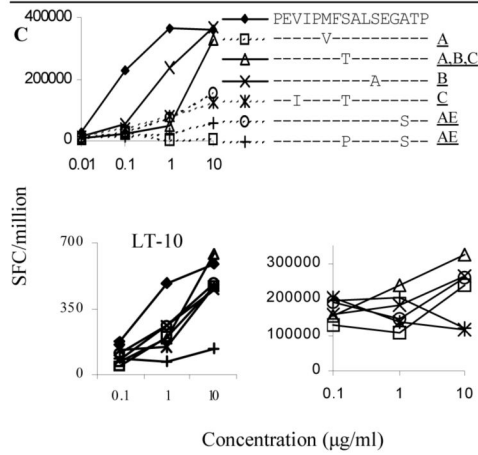 C
400000
200000
0
0.01 0.1 1 10
PEVIPMFSALSEGATP
-----V---------- A
-------T-------- A,B,C
----------A----- B
--I----T-------- C
-------------S-- AE
-------P-----S-- AE
SFC/million
LT-10
700
350
0
0.1 1 10
300000
200000
100000
0
0.1 1 10
Concentration (µg/ml)